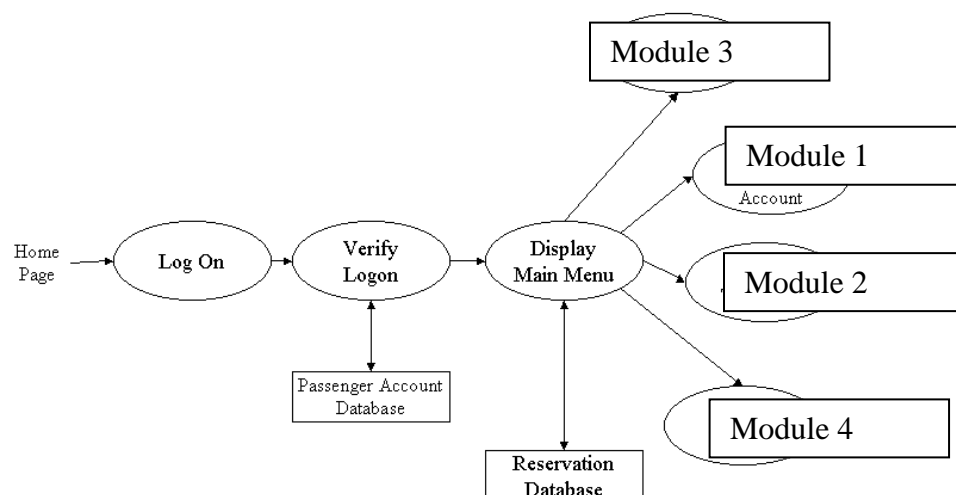 Module 3
Module 1
Account
Home
Page
Log On
Verify
Logon
Display
Main Menu
Module 2
Passenger Account
Database
Module 4
Reservation
Database